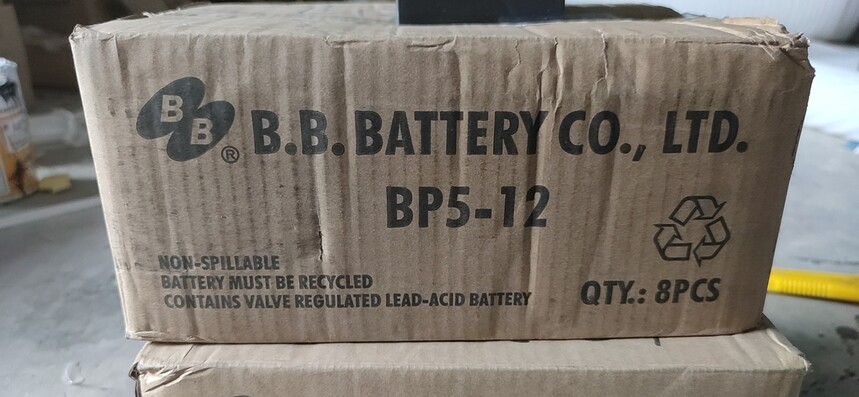 BB® B.B. BATTERY CO., LTD.
BP5-12
NON-SPILLABLE
BATTERY MUST BE RECYCLED
CONTAINS VALVE REGULATED LEAD-ACID BATTERY
QTY.: 8PCS